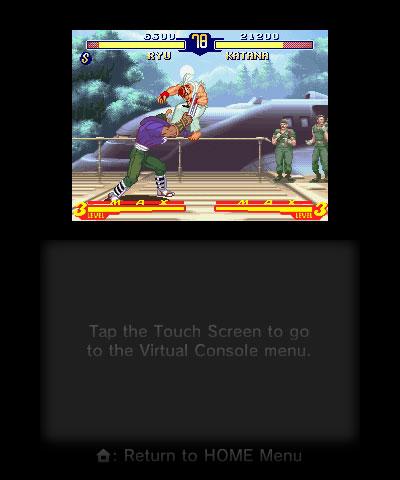 6500 78 21200
RYU KATANA
S
MAX MAX
3 LEVEL LEVEL 3
Tap the Touch Screen to go
to the Virtual Console menu.
: Return to HOME Menu